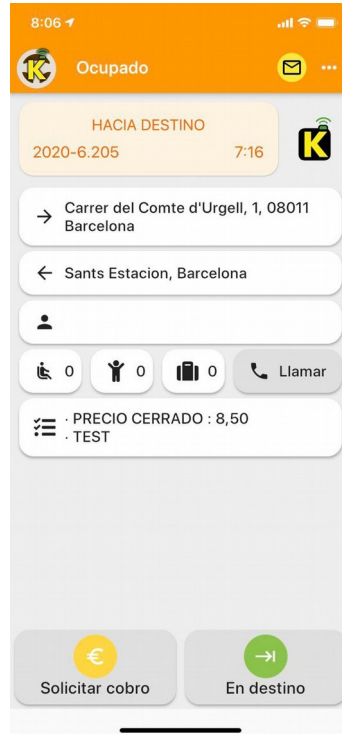 8:06
K
Ocupado
HACIA DESTINO
2020-6.205 7:16
K
Carrer del Comte d'Urgell, 1, 08011
Barcelona
Sants Estacion, Barcelona
0 0 0 Llamar
· PRECIO CERRADO : 8,50
· TEST
€
Solicitar cobro En destino